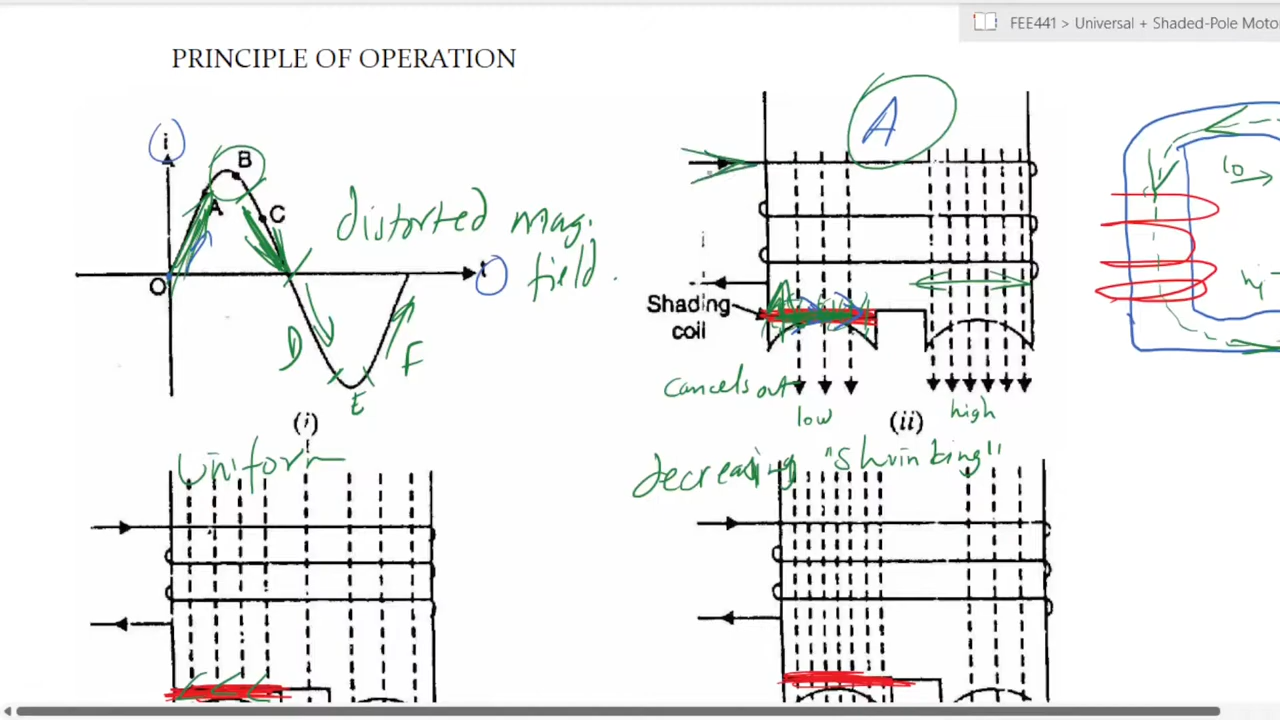 FEE441 > Universal + Shaded-Pole Moto
PRINCIPLE OF OPERATION
i
B
A
C
O
t
D
F
E
distorted mag.
field.
(i)
A
Shading
coil
cancels out
low
high
(ii)
uniform
decreasing "shrinking"